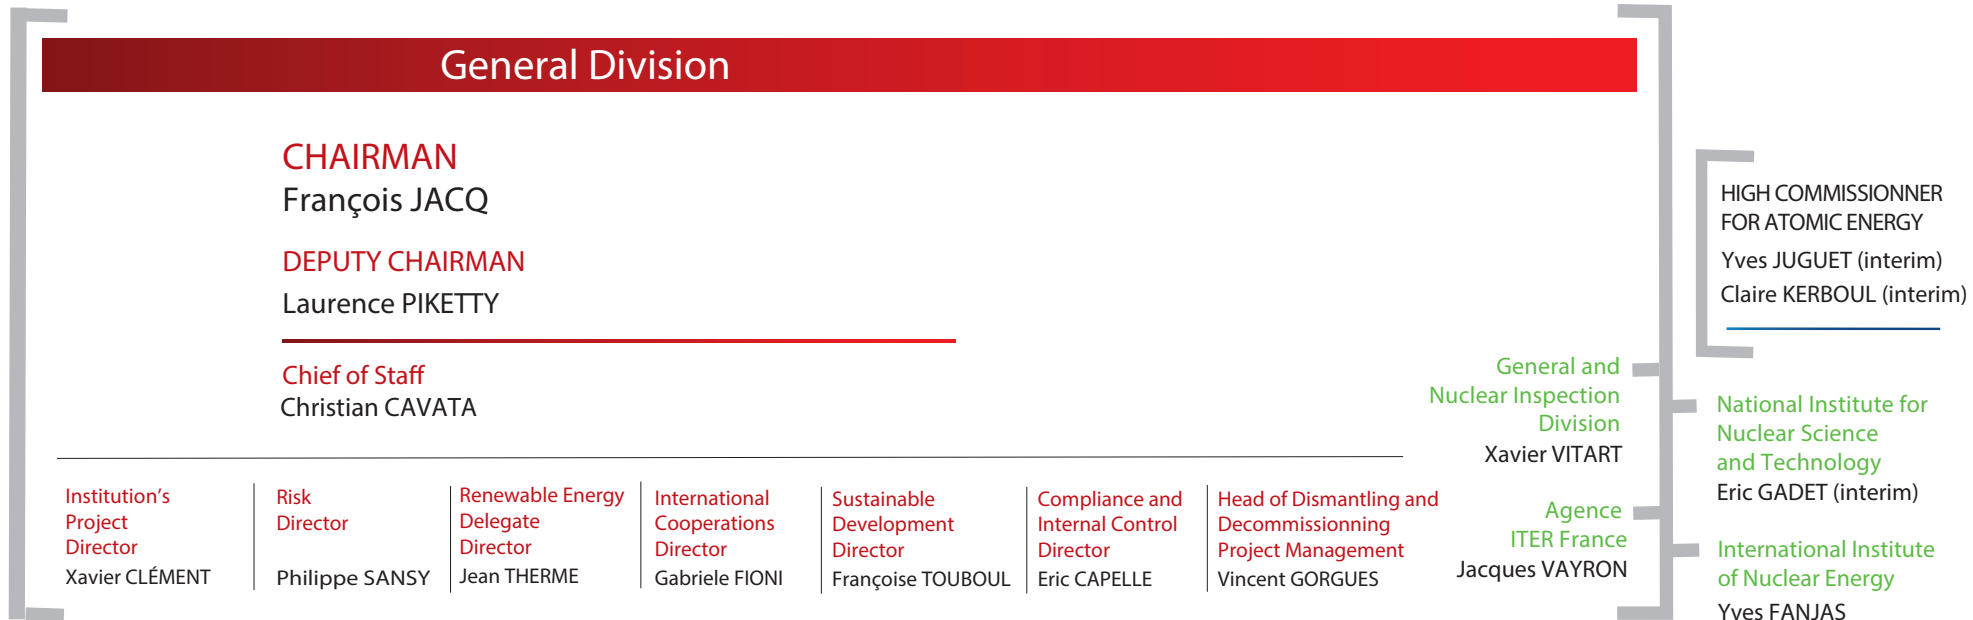 General Division
CHAIRMAN
François JACQ
DEPUTY CHAIRMAN
Laurence PIKETTY
Chief of Staff
Christian CAVATA
Institution’s
Project
Director
Xavier CLÉMENT
Risk
Director
Philippe SANSY
Renewable Energy
Delegate
Director
Jean THERME
International
Cooperations
Director
Gabriele FIONI
Sustainable
Development
Director
Françoise TOUBOUL
Compliance and
Internal Control
Director
Eric CAPELLE
Head of Dismantling and
Decommissionning
Project Management
Vincent GORGUES
General and
Nuclear Inspection
Division
Xavier VITART
Agence
ITER France
Jacques VAYRON
HIGH COMMISSIONNER
FOR ATOMIC ENERGY
Yves JUGUET (interim)
Claire KERBOUL (interim)
National Institute for
Nuclear Science
and Technology
Eric GADET (interim)
International Institute
of Nuclear Energy
Yves FANJAS